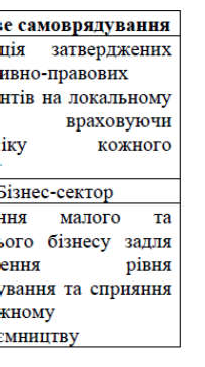 ве самоврядування
ція затверджених
ивно-правових
нтів на локальному
враховуючи
іку кожного
Бізнес-сектор
ння малого та
ього бізнесу задля
ення рівня
ування та сприяння
жному
ємництву